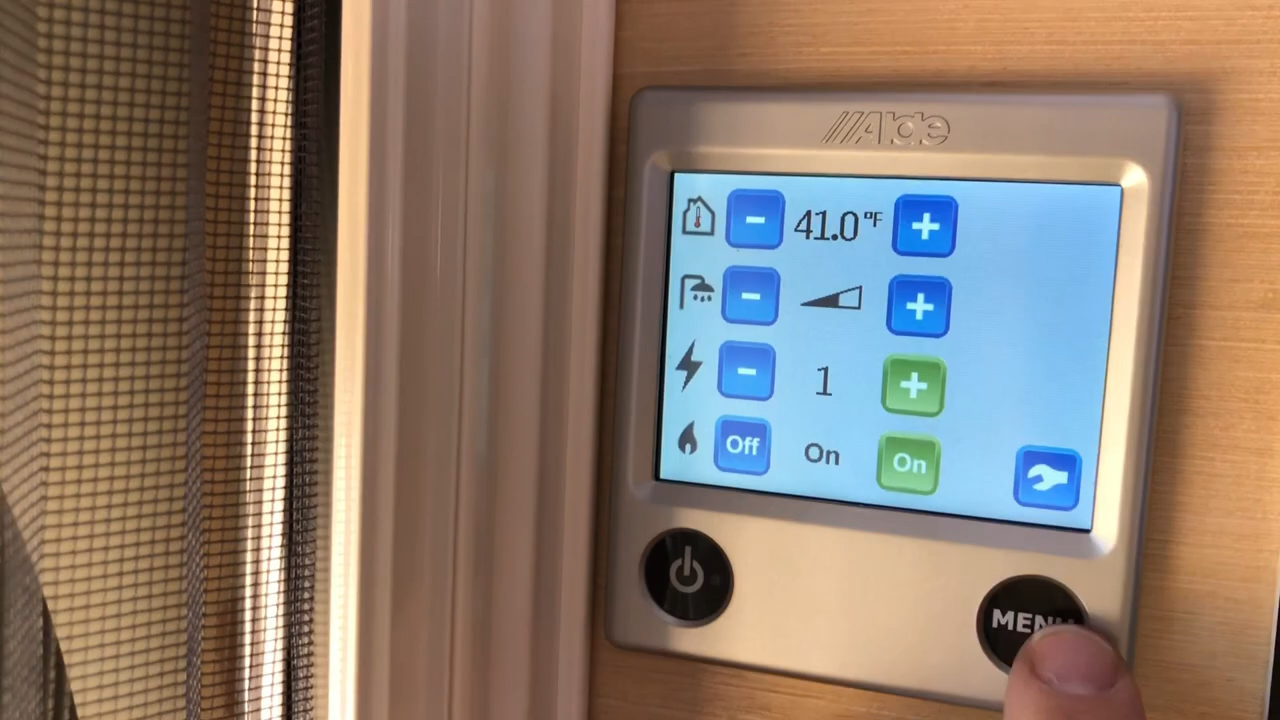 Alde
- 41.0°F +
- +
- 1 +
Off On On
MENU